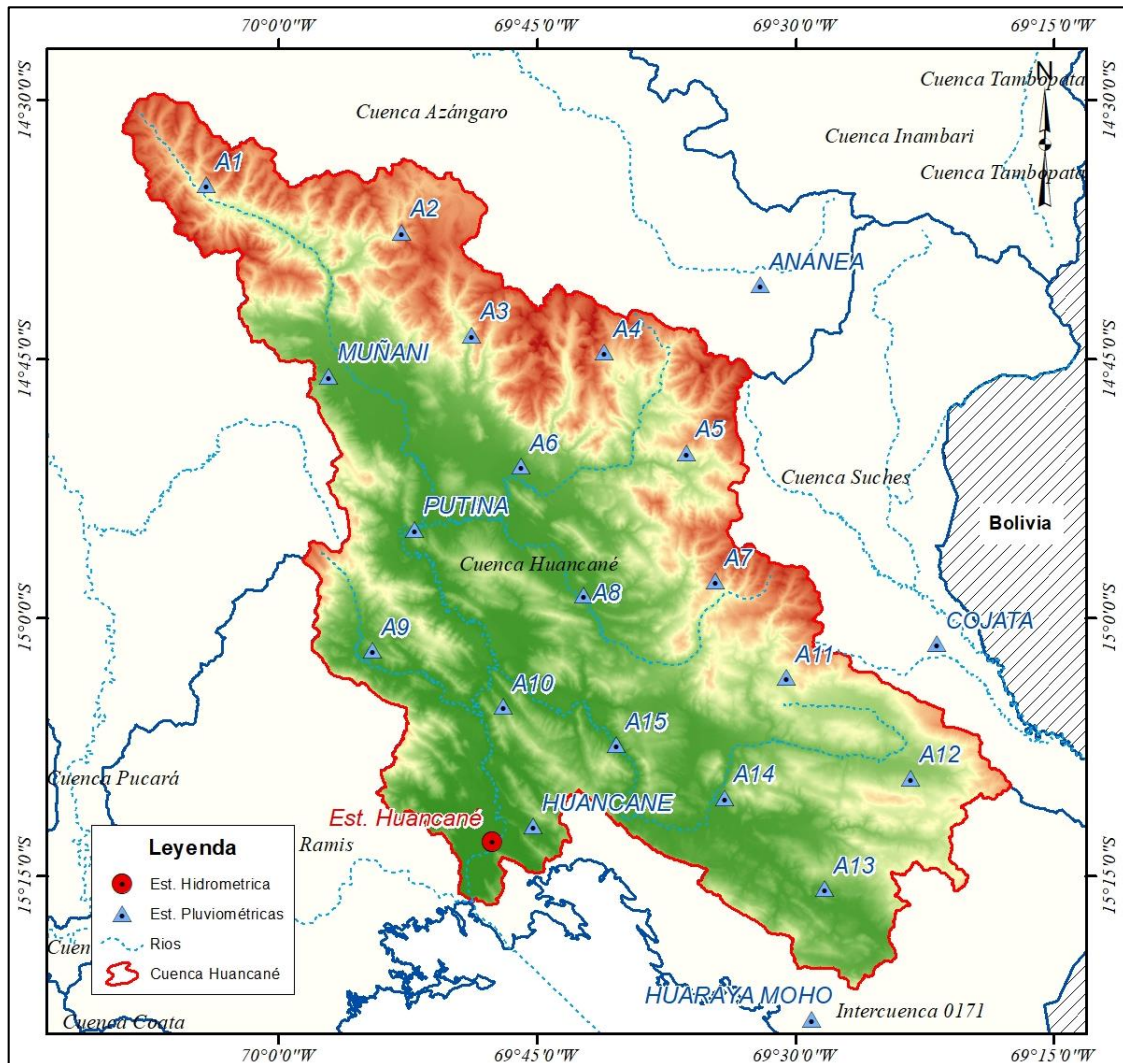 70°0'0"W
69°45'0"W
69°30'0"W
69°15'0"W
14°30'0"S
14°30'0"S
N
Cuenca Tambopata
Cuenca Azángaro
Cuenca Inambari
Cuenca Tambopata
A1
A2
ANANEA
A3
A4
14°45'0"S
14°45'0"S
MUÑANI
A5
A6
Cuenca Suches
PUTINA
Bolivia
Cuenca Huancané
A7
A8
15°0'0"S
15°0'0"S
A9
COJATA
A11
A10
A15
A12
Cuenca Pucará
A14
HUANCANE
Est. Huancané
Ramis
Leyenda
Est. Hidrometrica
Est. Pluviométricas
Rios
Cuenca Huancané
A13
15°15'0"S
15°15'0"S
Cuen
HUARAYA MOHO
Intercuenca 0171
Cuenca Coata
70°0'0"W
69°45'0"W
69°30'0"W
69°15'0"W